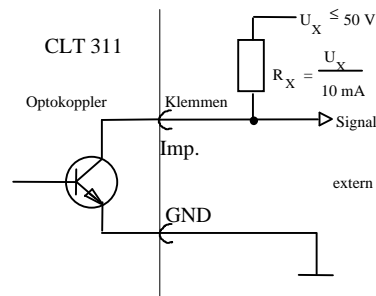 U_X ≤ 50 V
CLT 311
R_X = U_X / 10 mA
Optokoppler
Klemmen
Signal
Imp.
extern
GND